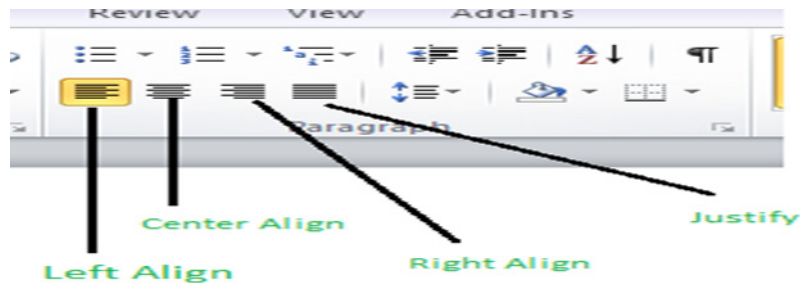 Review View Add-Ins
Paragraph
Center Align
Justify
Right Align
Left Align